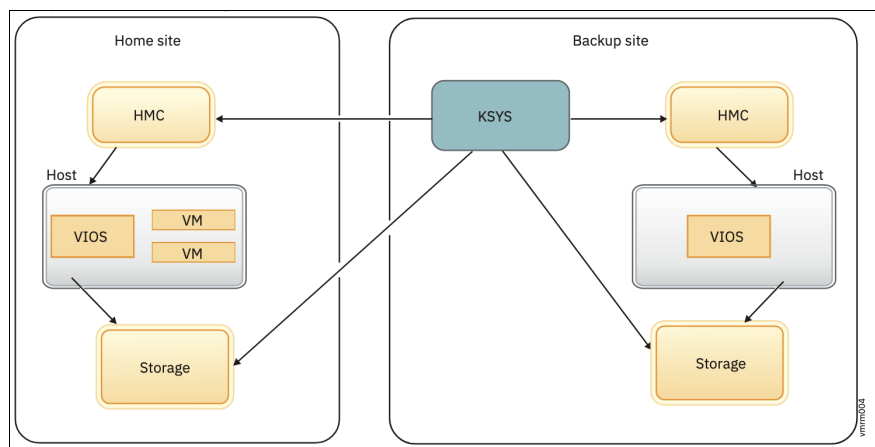 Home site
Backup site
HMC
KSYS
HMC
Host
Host
VIOS
VM
VM
VIOS
Storage
Storage
vmrm004